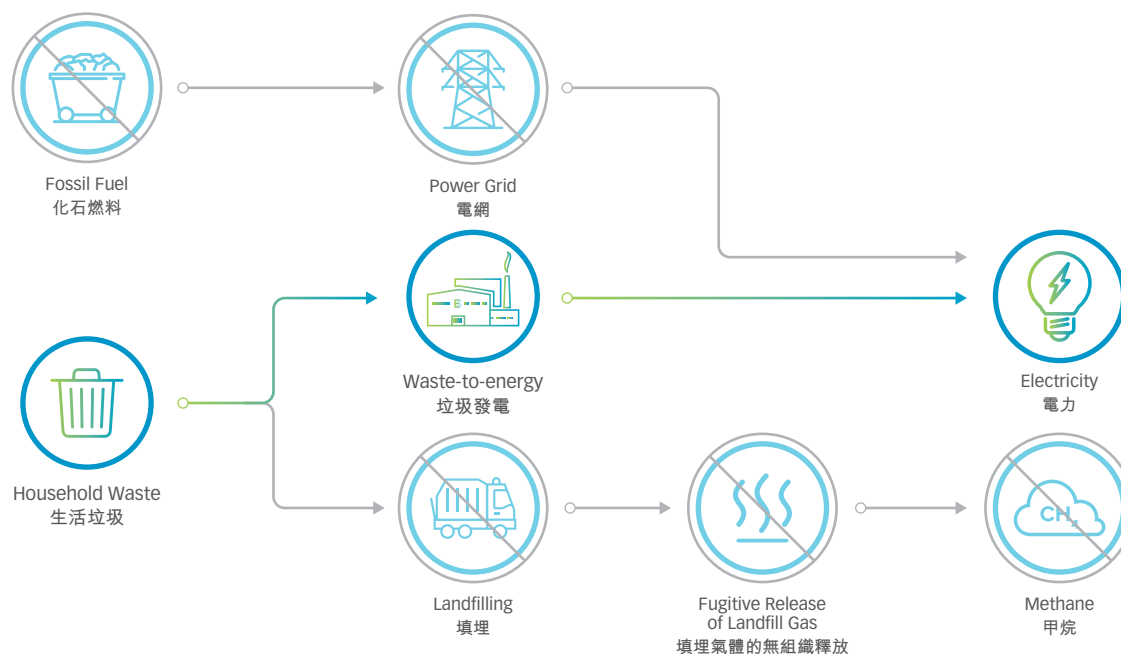 Fossil Fuel
化石燃料
Power Grid
電網
Waste-to-energy
垃圾發電
Electricity
電力
Household Waste
生活垃圾
CH₄
Landfilling
填埋
Fugitive Release
of Landfill Gas
填埋氣體的無組織釋放
Methane
甲烷